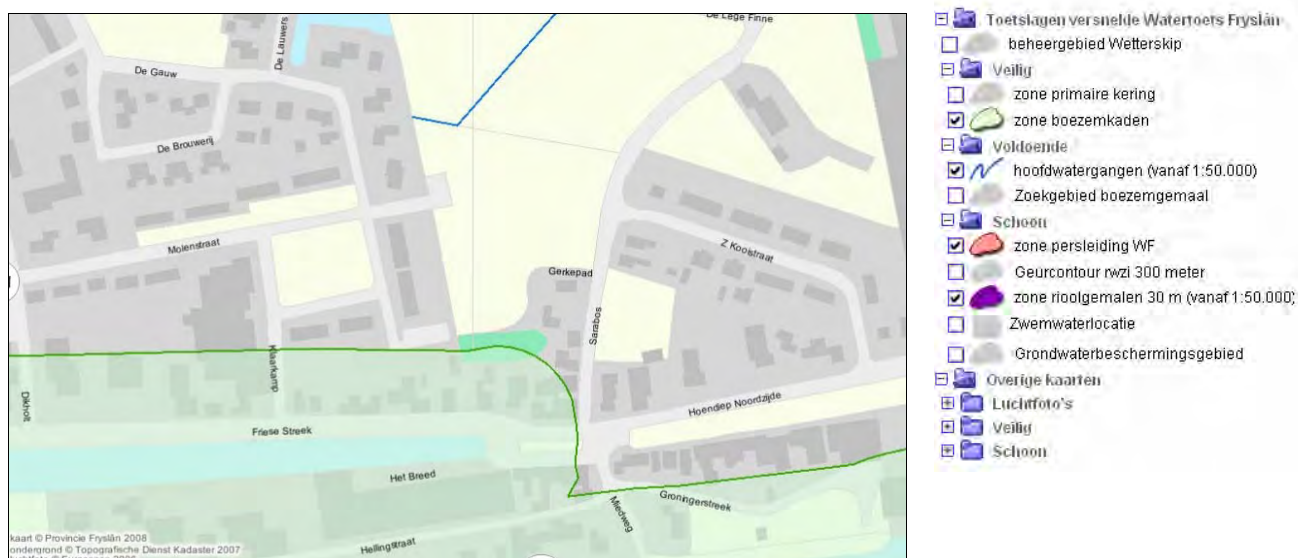 De Lege Finne
De Lauwers
De Gauw
De Brouwerij
Molenstraat
Z Kooistraat
Gerkepad
Sarabos
Klaarkamp
Dikholt
Hoendiep Noordzijde
Friese Streek
Het Breed
Groningerstreek
Miedweg
Hellingstraat
kaart © Provincie Fryslân 2008
ondergrond © Topografische Dienst Kadaster 2007
Toetslagen versnelde Watertoets Fryslân
beheergebied Wetterskip
Veilig
zone primaire kering
zone boezemkaden
Voldoende
hoofdwatergangen (vanaf 1:50.000)
Zoekgebied boezemgemaal
Schoon
zone persleiding WF
Geurcontour rwzi 300 meter
zone rioolgemalen 30 m (vanaf 1:50.000;
Zwemwaterlocatie
Grondwaterbeschermingsgebied
Overige kaarten
Luchtfoto's
Veilig
Schoon